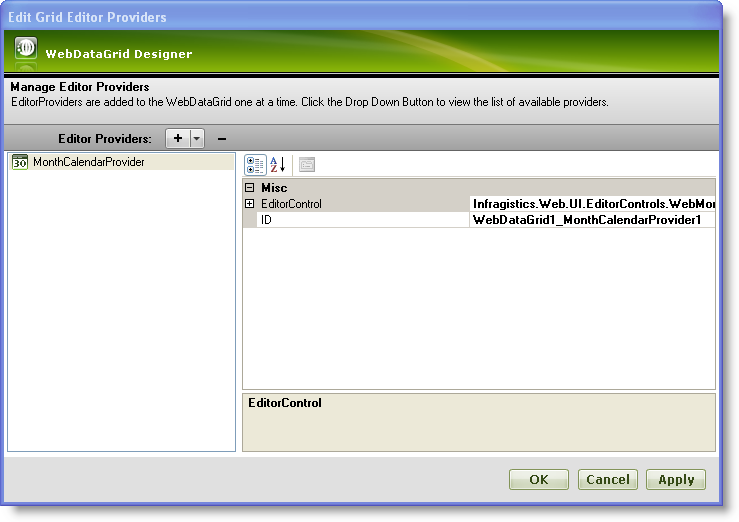 Edit Grid Editor Providers
WebDataGrid Designer
Manage Editor Providers
EditorProviders are added to the WebDataGrid one at a time. Click the Drop Down Button to view the list of available providers.
Editor Providers:
30 MonthCalendarProvider
A Z
Misc
EditorControl Infragistics.Web.UI.EditorControls.WebMor
ID WebDataGrid1_MonthCalendarProvider1
EditorControl
OK Cancel Apply